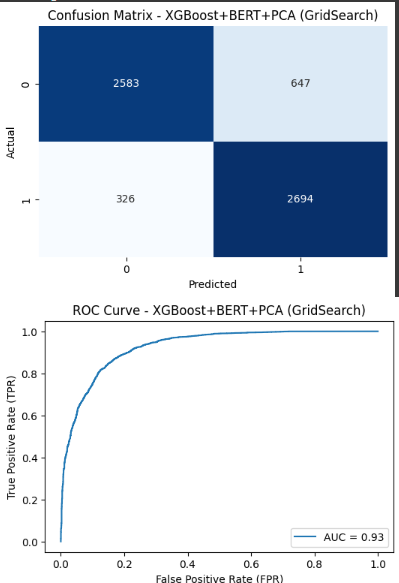 Confusion Matrix - XGBoost+BERT+PCA (GridSearch)
0
2583
647
Actual
1
326
2694
0
1
Predicted
ROC Curve - XGBoost+BERT+PCA (GridSearch)
1.0
0.8
0.6
0.4
0.2
0.0
True Positive Rate (TPR)
AUC = 0.93
0.0
0.2
0.4
0.6
0.8
1.0
False Positive Rate (FPR)